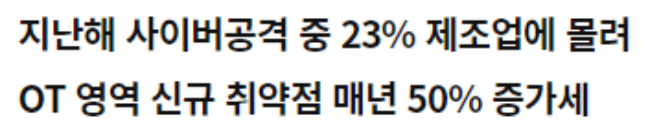 지난해 사이버공격 중 23% 제조업에 몰려
OT 영역 신규 취약점 매년 50% 증가세